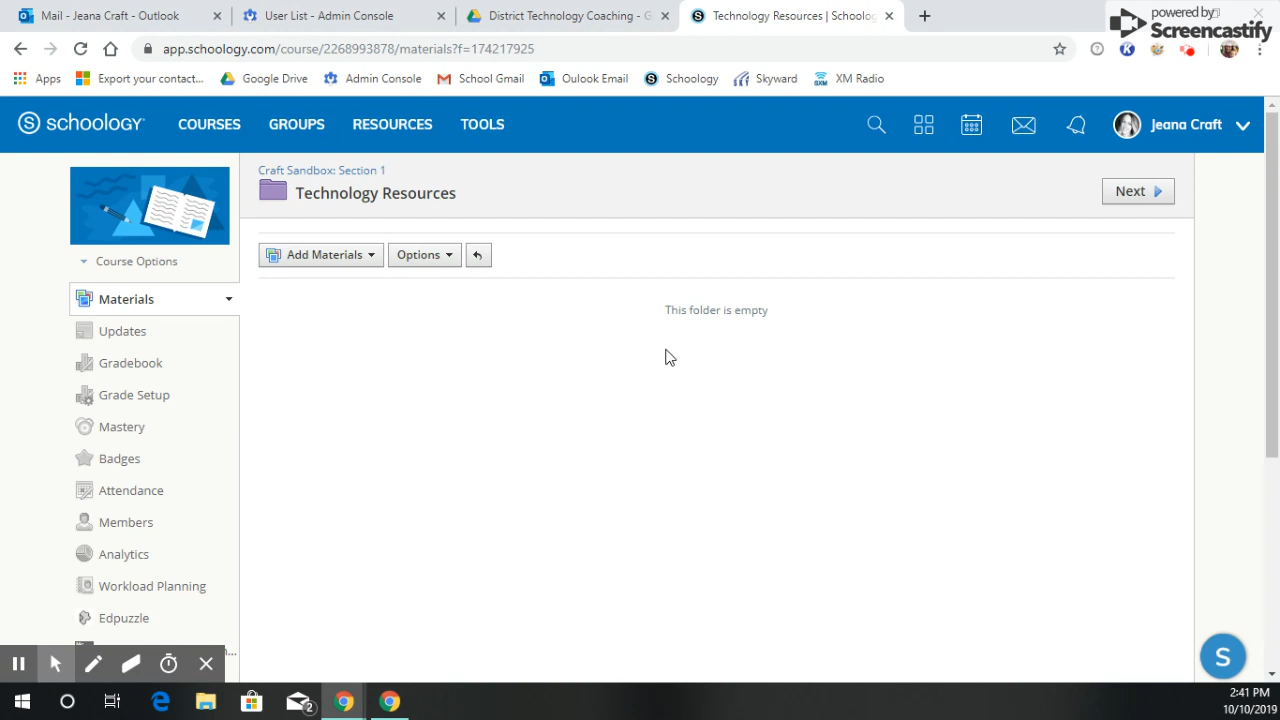 Mail - Jeana Craft - Outlook
User List - Admin Console
District Technology Coaching - G
Technology Resources | Schoolog
powered by
Screencastify
app.schoology.com/course/2268993878/materials?f=174217925
Apps
Export your contact...
Google Drive
Admin Console
School Gmail
Oulook Email
Schoology
Skyward
XM Radio
S schoology
COURSES
GROUPS
RESOURCES
TOOLS
Jeana Craft
Craft Sandbox: Section 1
Technology Resources
Next
Course Options
Add Materials
Options
Materials
This folder is empty
Updates
Gradebook
Grade Setup
Mastery
Badges
Attendance
Members
Analytics
Workload Planning
Edpuzzle
S
2
2:41 PM
10/10/2019